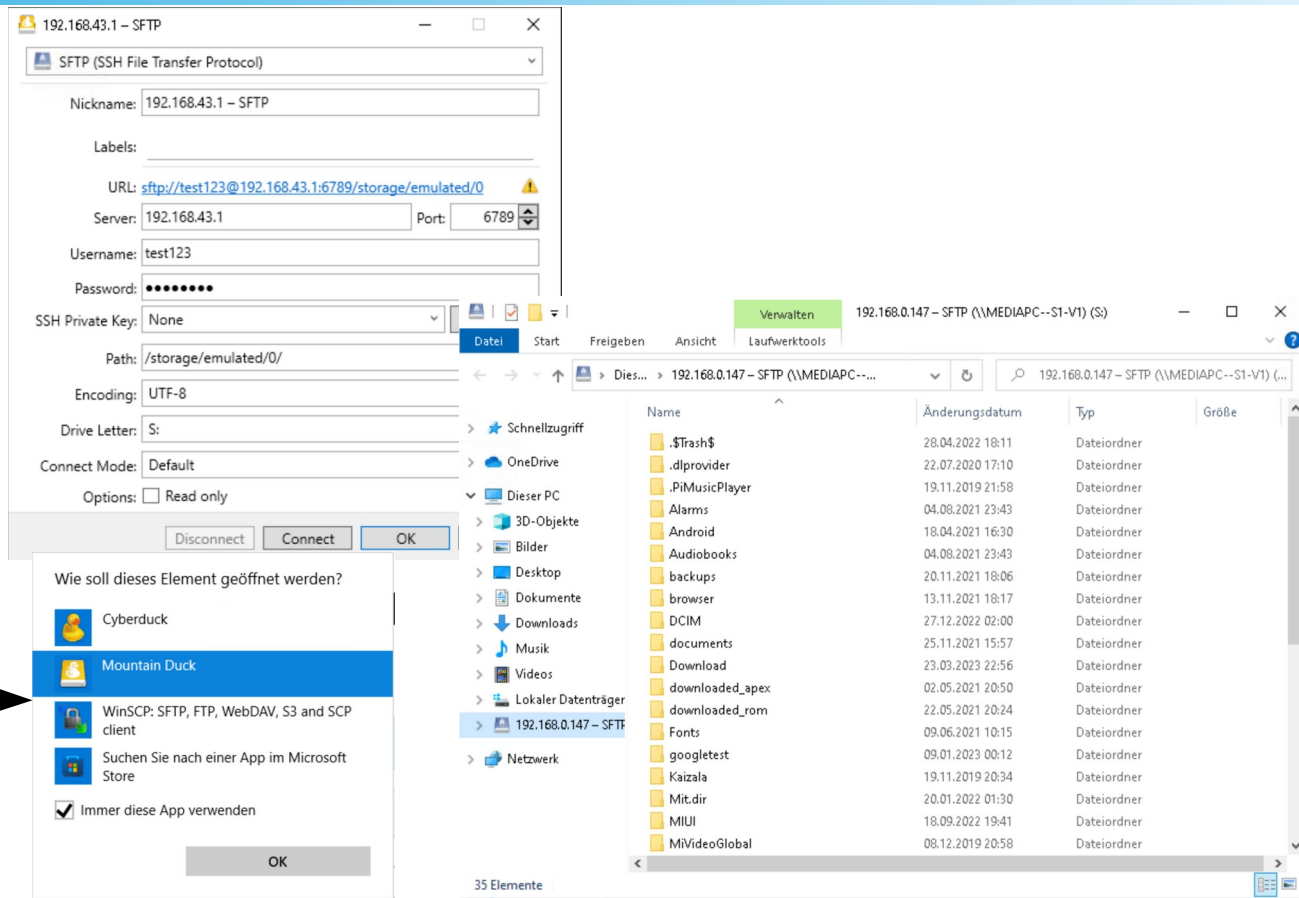 192.168.43.1 – SFTP
SFTP (SSH File Transfer Protocol)
Nickname: 192.168.43.1 – SFTP
Labels:
URL: sftp://test123@192.168.43.1:6789/storage/emulated/0
Server: 192.168.43.1 Port: 6789
Username: test123
Password: ●●●●●●●●
SSH Private Key: None
Path: /storage/emulated/0/
Encoding: UTF-8
Drive Letter: S:
Connect Mode: Default
Options: Read only
Disconnect Connect OK
Wie soll dieses Element geöffnet werden?
Cyberduck
Mountain Duck
WinSCP: SFTP, FTP, WebDAV, S3 and SCP
client
Suchen Sie nach einer App im Microsoft
Store
Immer diese App verwenden
OK
Verwalten 192.168.0.147 – SFTP (\\MEDIAPC--S1-V1) (S:)
Datei Start Freigeben Ansicht Laufwerktools
Dies... 192.168.0.147 – SFTP (\\MEDIAPC--... 192.168.0.147 – SFTP (\\MEDIAPC--S1-V1) (...
Schnellzugriff
OneDrive
Dieser PC
3D-Objekte
Bilder
Desktop
Dokumente
Downloads
Musik
Videos
Lokaler Datenträger
192.168.0.147 – SFTP
Netzwerk
Name Änderungsdatum Typ Größe
.$Trash$ 28.04.2022 18:11 Dateiordner
.dlprovider 22.07.2020 17:10 Dateiordner
.PiMusicPlayer 19.11.2019 21:58 Dateiordner
Alarms 04.08.2021 23:43 Dateiordner
Android 18.04.2021 16:30 Dateiordner
Audiobooks 04.08.2021 23:43 Dateiordner
backups 20.11.2021 18:06 Dateiordner
browser 13.11.2021 18:17 Dateiordner
DCIM 27.12.2022 02:00 Dateiordner
documents 25.11.2021 15:57 Dateiordner
Download 23.03.2023 22:56 Dateiordner
downloaded_apex 02.05.2021 20:50 Dateiordner
downloaded_rom 22.05.2021 20:24 Dateiordner
Fonts 09.06.2021 10:15 Dateiordner
googletest 09.01.2023 00:12 Dateiordner
Kaizala 19.11.2019 20:34 Dateiordner
Mit.dir 20.01.2022 01:30 Dateiordner
MIUI 18.09.2022 19:41 Dateiordner
MiVideoGlobal 08.12.2019 20:58 Dateiordner
35 Elemente